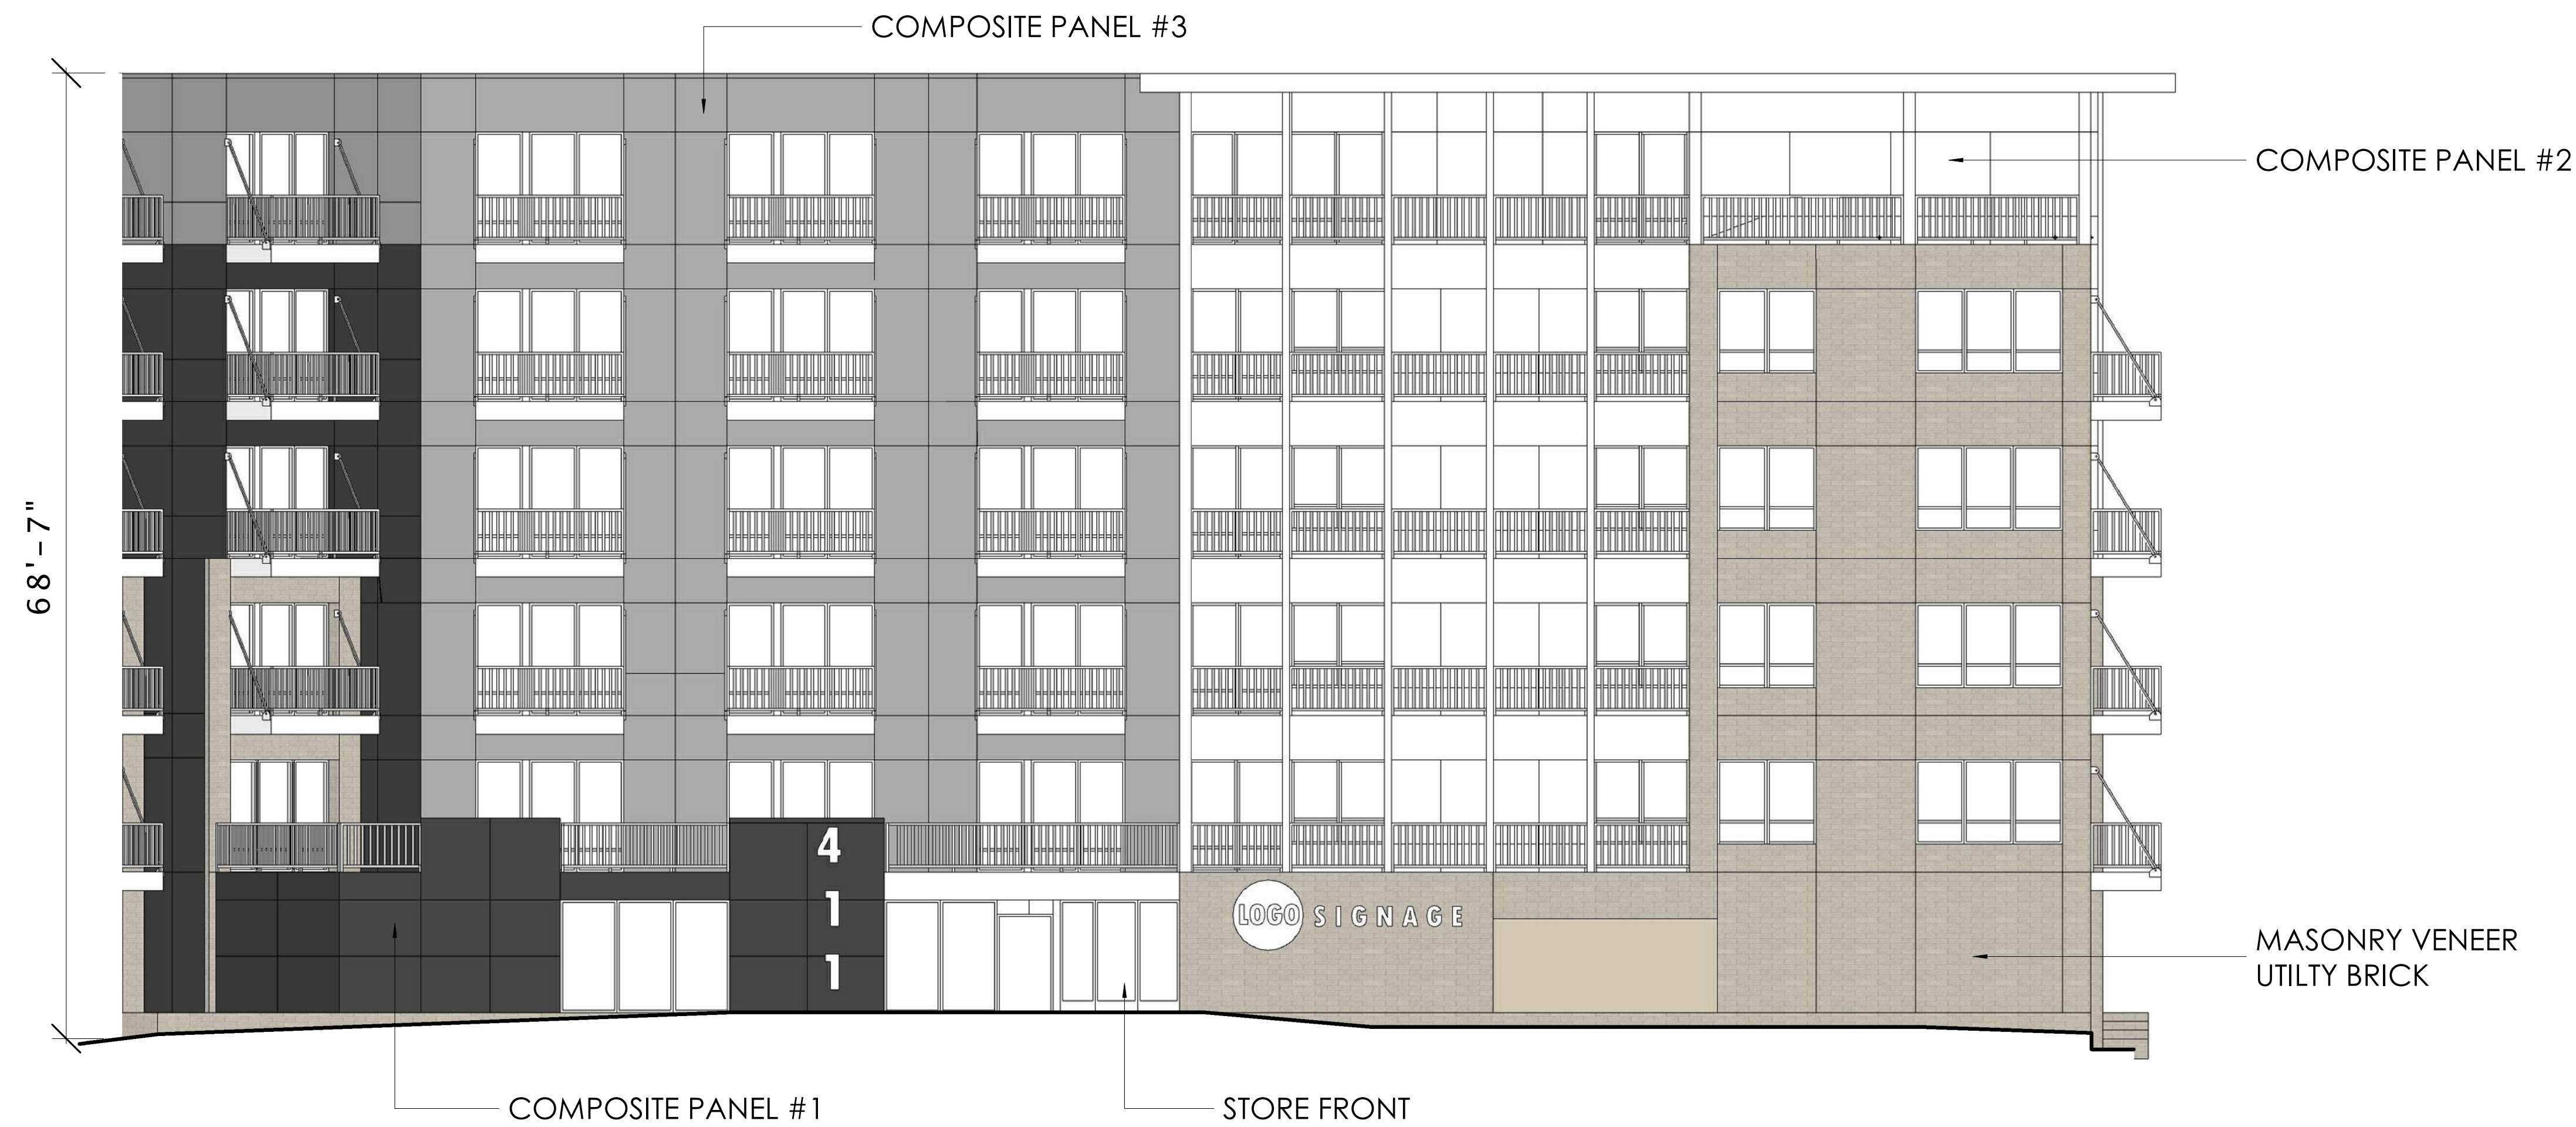 COMPOSITE PANEL #3
COMPOSITE PANEL #2
68'-7"
4
1
1
LOGO SIGNAGE
MASONRY VENEER
UTILTY BRICK
COMPOSITE PANEL #1
STORE FRONT